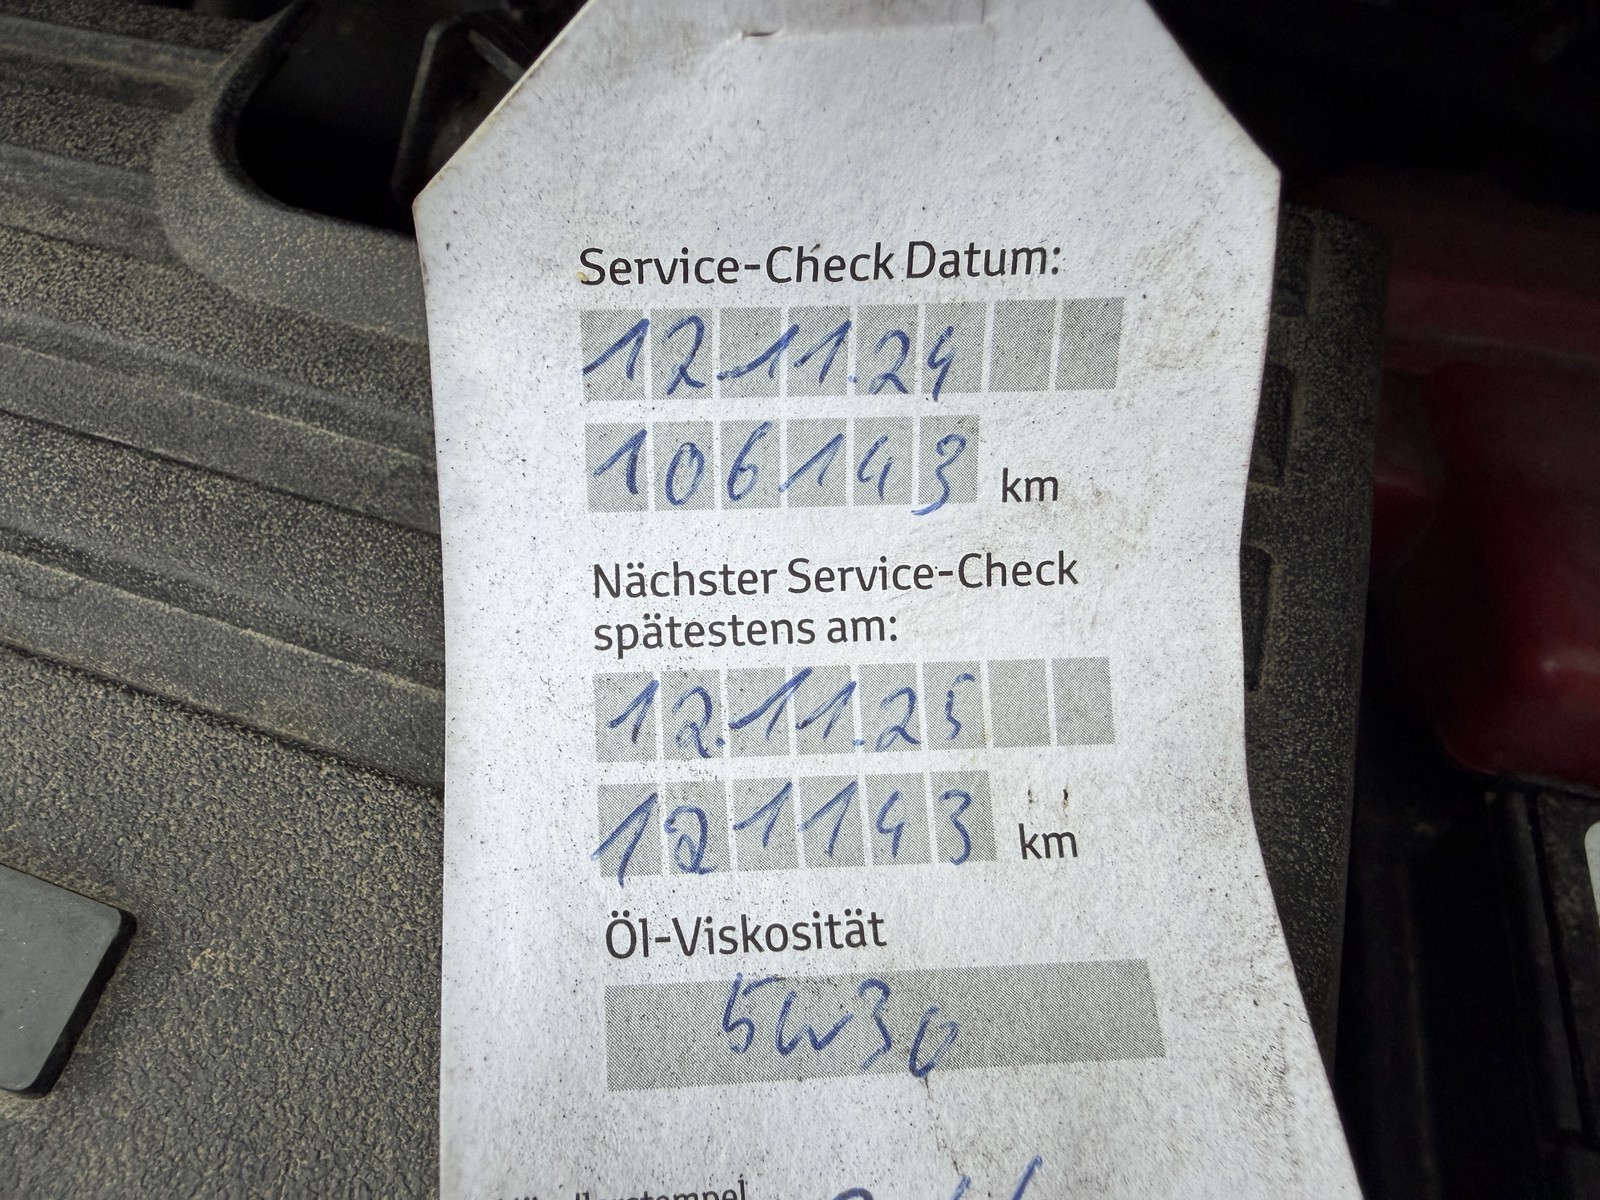 Service-Check Datum:
12.11.24
106143 km
Nächster Service-Check
spätestens am:
12.11.25
121143 km
Öl-Viskosität
5w30